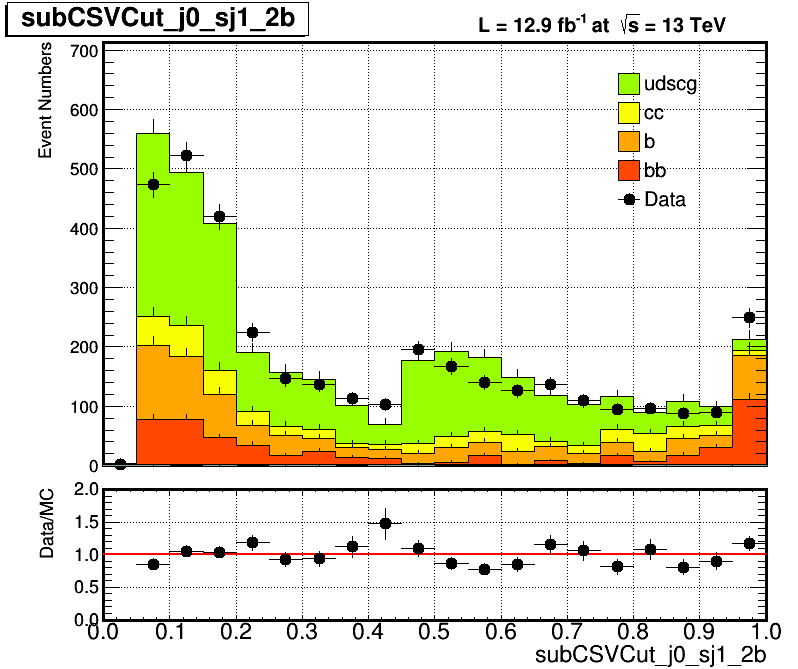 subCSVCut_j0_sj1_2b
L = 12.9 fb⁻¹ at √s = 13 TeV
Event Numbers
700
600
500
400
300
200
100
0
udscg
cc
b
bb
Data
Data/MC
2.0
1.5
1.0
0.5
0.0
0.0 0.1 0.2 0.3 0.4 0.5 0.6 0.7 0.8 0.9 1.0
subCSVCut_j0_sj1_2b